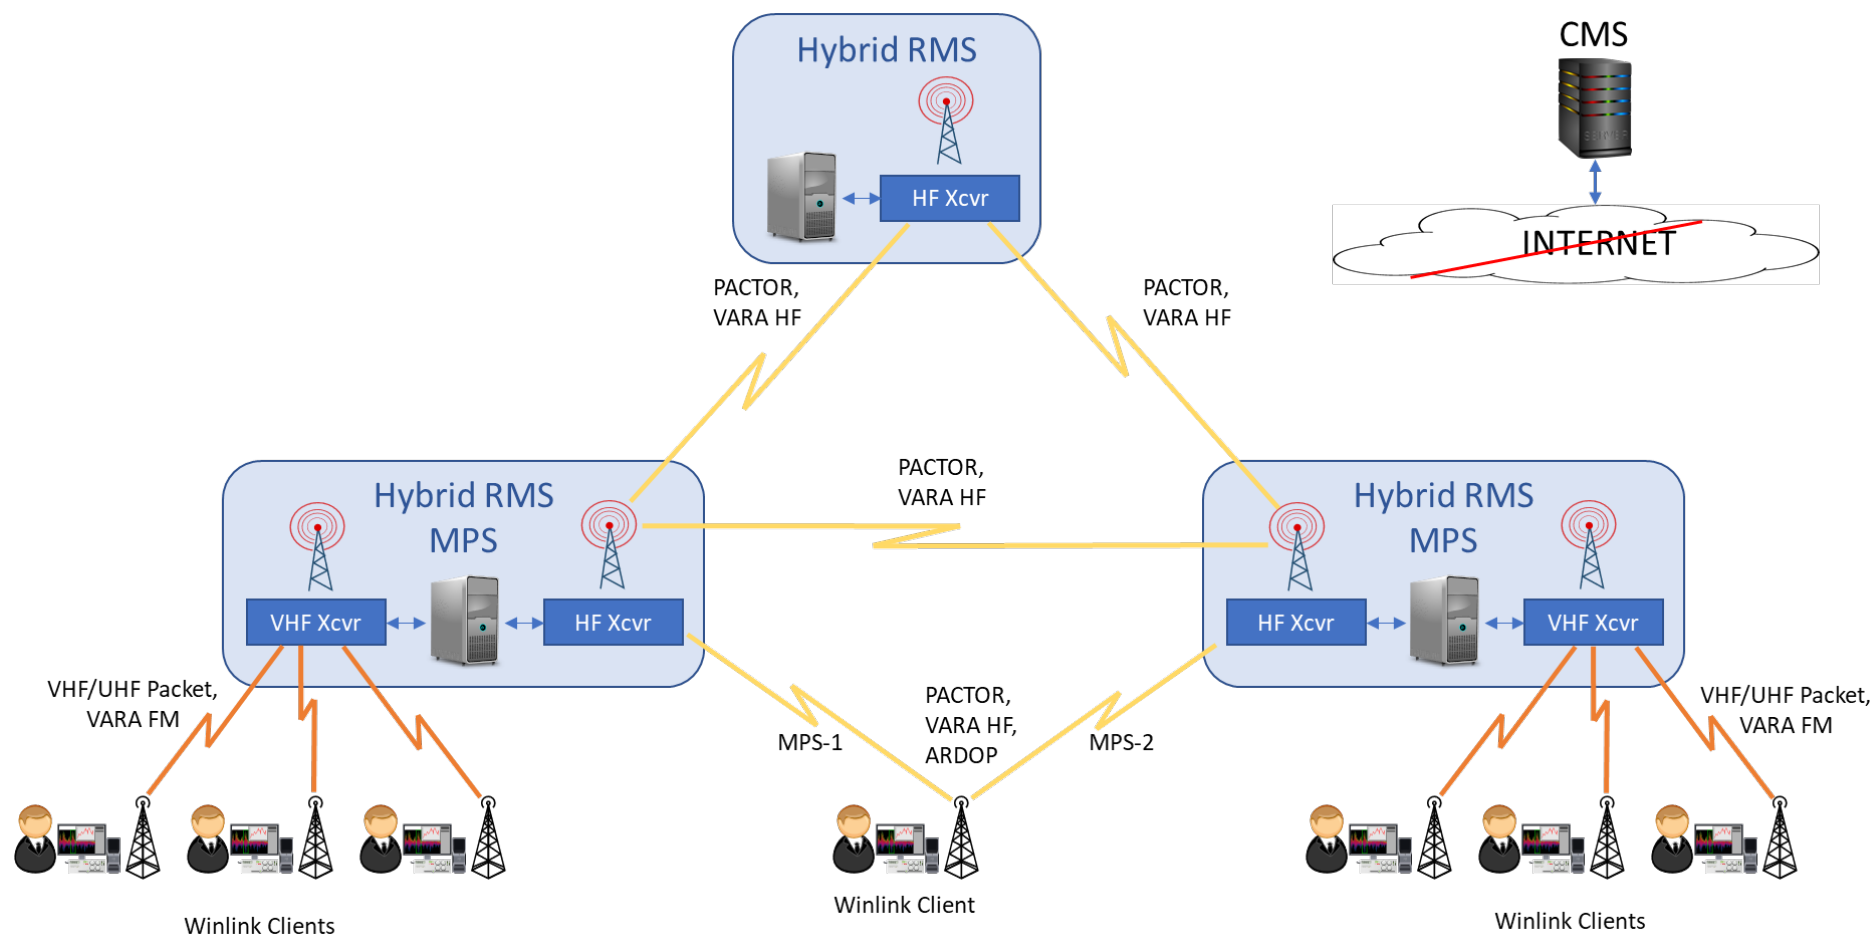 Hybrid RMS
CMS
SERVER
HF Xcvr
INTERNET
PACTOR,
VARA HF
PACTOR,
VARA HF
PACTOR,
VARA HF
Hybrid RMS
MPS
Hybrid RMS
MPS
VHF Xcvr
HF Xcvr
HF Xcvr
VHF Xcvr
VHF/UHF Packet,
VARA FM
PACTOR,
VARA HF,
ARDOP
MPS-1
MPS-2
VHF/UHF Packet,
VARA FM
Winlink Clients
Winlink Client
Winlink Clients